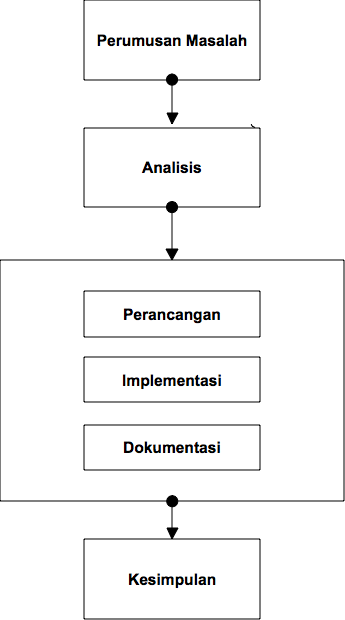 Perumusan Masalah
Analisis
Perancangan
Implementasi
Dokumentasi
Kesimpulan